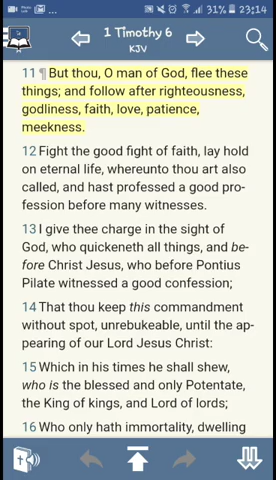 31% 23:14
1 Timothy 6
KJV
11 ¶ But thou, O man of God, flee these
things; and follow after righteousness,
godliness, faith, love, patience,
meekness.
12 Fight the good fight of faith, lay hold
on eternal life, whereunto thou art also
called, and hast professed a good pro-
fession before many witnesses.
13 I give thee charge in the sight of
God, who quickeneth all things, and be-
fore Christ Jesus, who before Pontius
Pilate witnessed a good confession;
14 That thou keep this commandment
without spot, unrebukeable, until the ap-
pearing of our Lord Jesus Christ:
15 Which in his times he shall shew,
who is the blessed and only Potentate,
the King of kings, and Lord of lords;
16 Who only hath immortality, dwelling